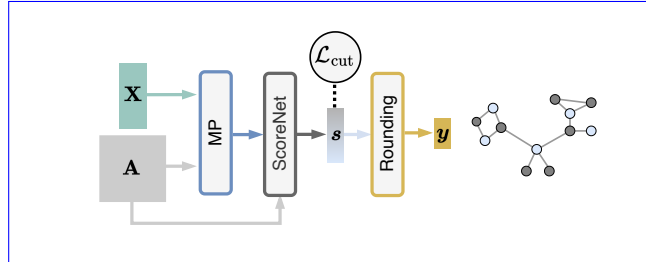 X
A
MP
ScoreNet
𝓛cut
s
Rounding
y